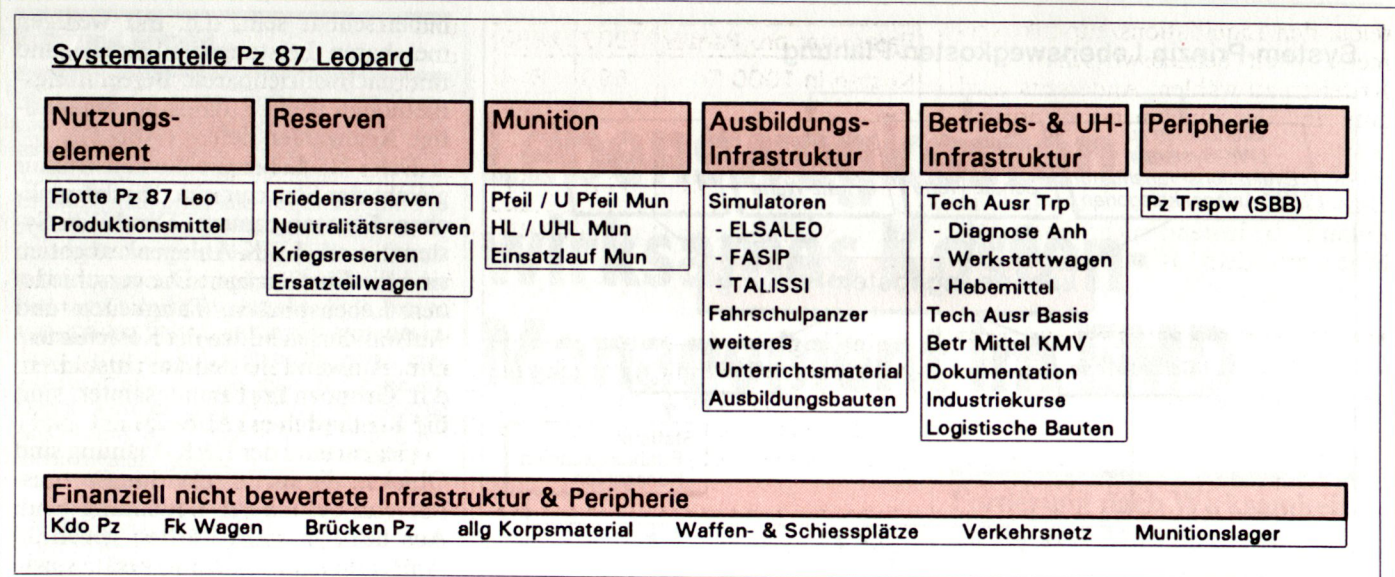 Systemanteile Pz 87 Leopard
Nutzungs-
element
Flotte Pz 87 Leo
Produktionsmittel
Reserven
Friedensreserven
Neutralitätsreserven
Kriegsreserven
Ersatzteilwagen
Munition
Pfeil / U Pfeil Mun
HL / UHL Mun
Einsatzlauf Mun
Ausbildungs-
Infrastruktur
Simulatoren
- ELSALEO
- FASIP
- TALISSI
Fahrschulpanzer
weiteres
Unterrichtsmaterial
Ausbildungsbauten
Betriebs- & UH-
Infrastruktur
Tech Ausr Trp
- Diagnose Anh
- Werkstattwagen
- Hebemittel
Tech Ausr Basis
Betr Mittel KMV
Dokumentation
Industriekurse
Logistische Bauten
Peripherie
Pz Trspw (SBB)
Finanziell nicht bewertete Infrastruktur & Peripherie
Kdo Pz Fk Wagen Brücken Pz allg Korpsmaterial Waffen- & Schiessplätze Verkehrsnetz Munitionslager